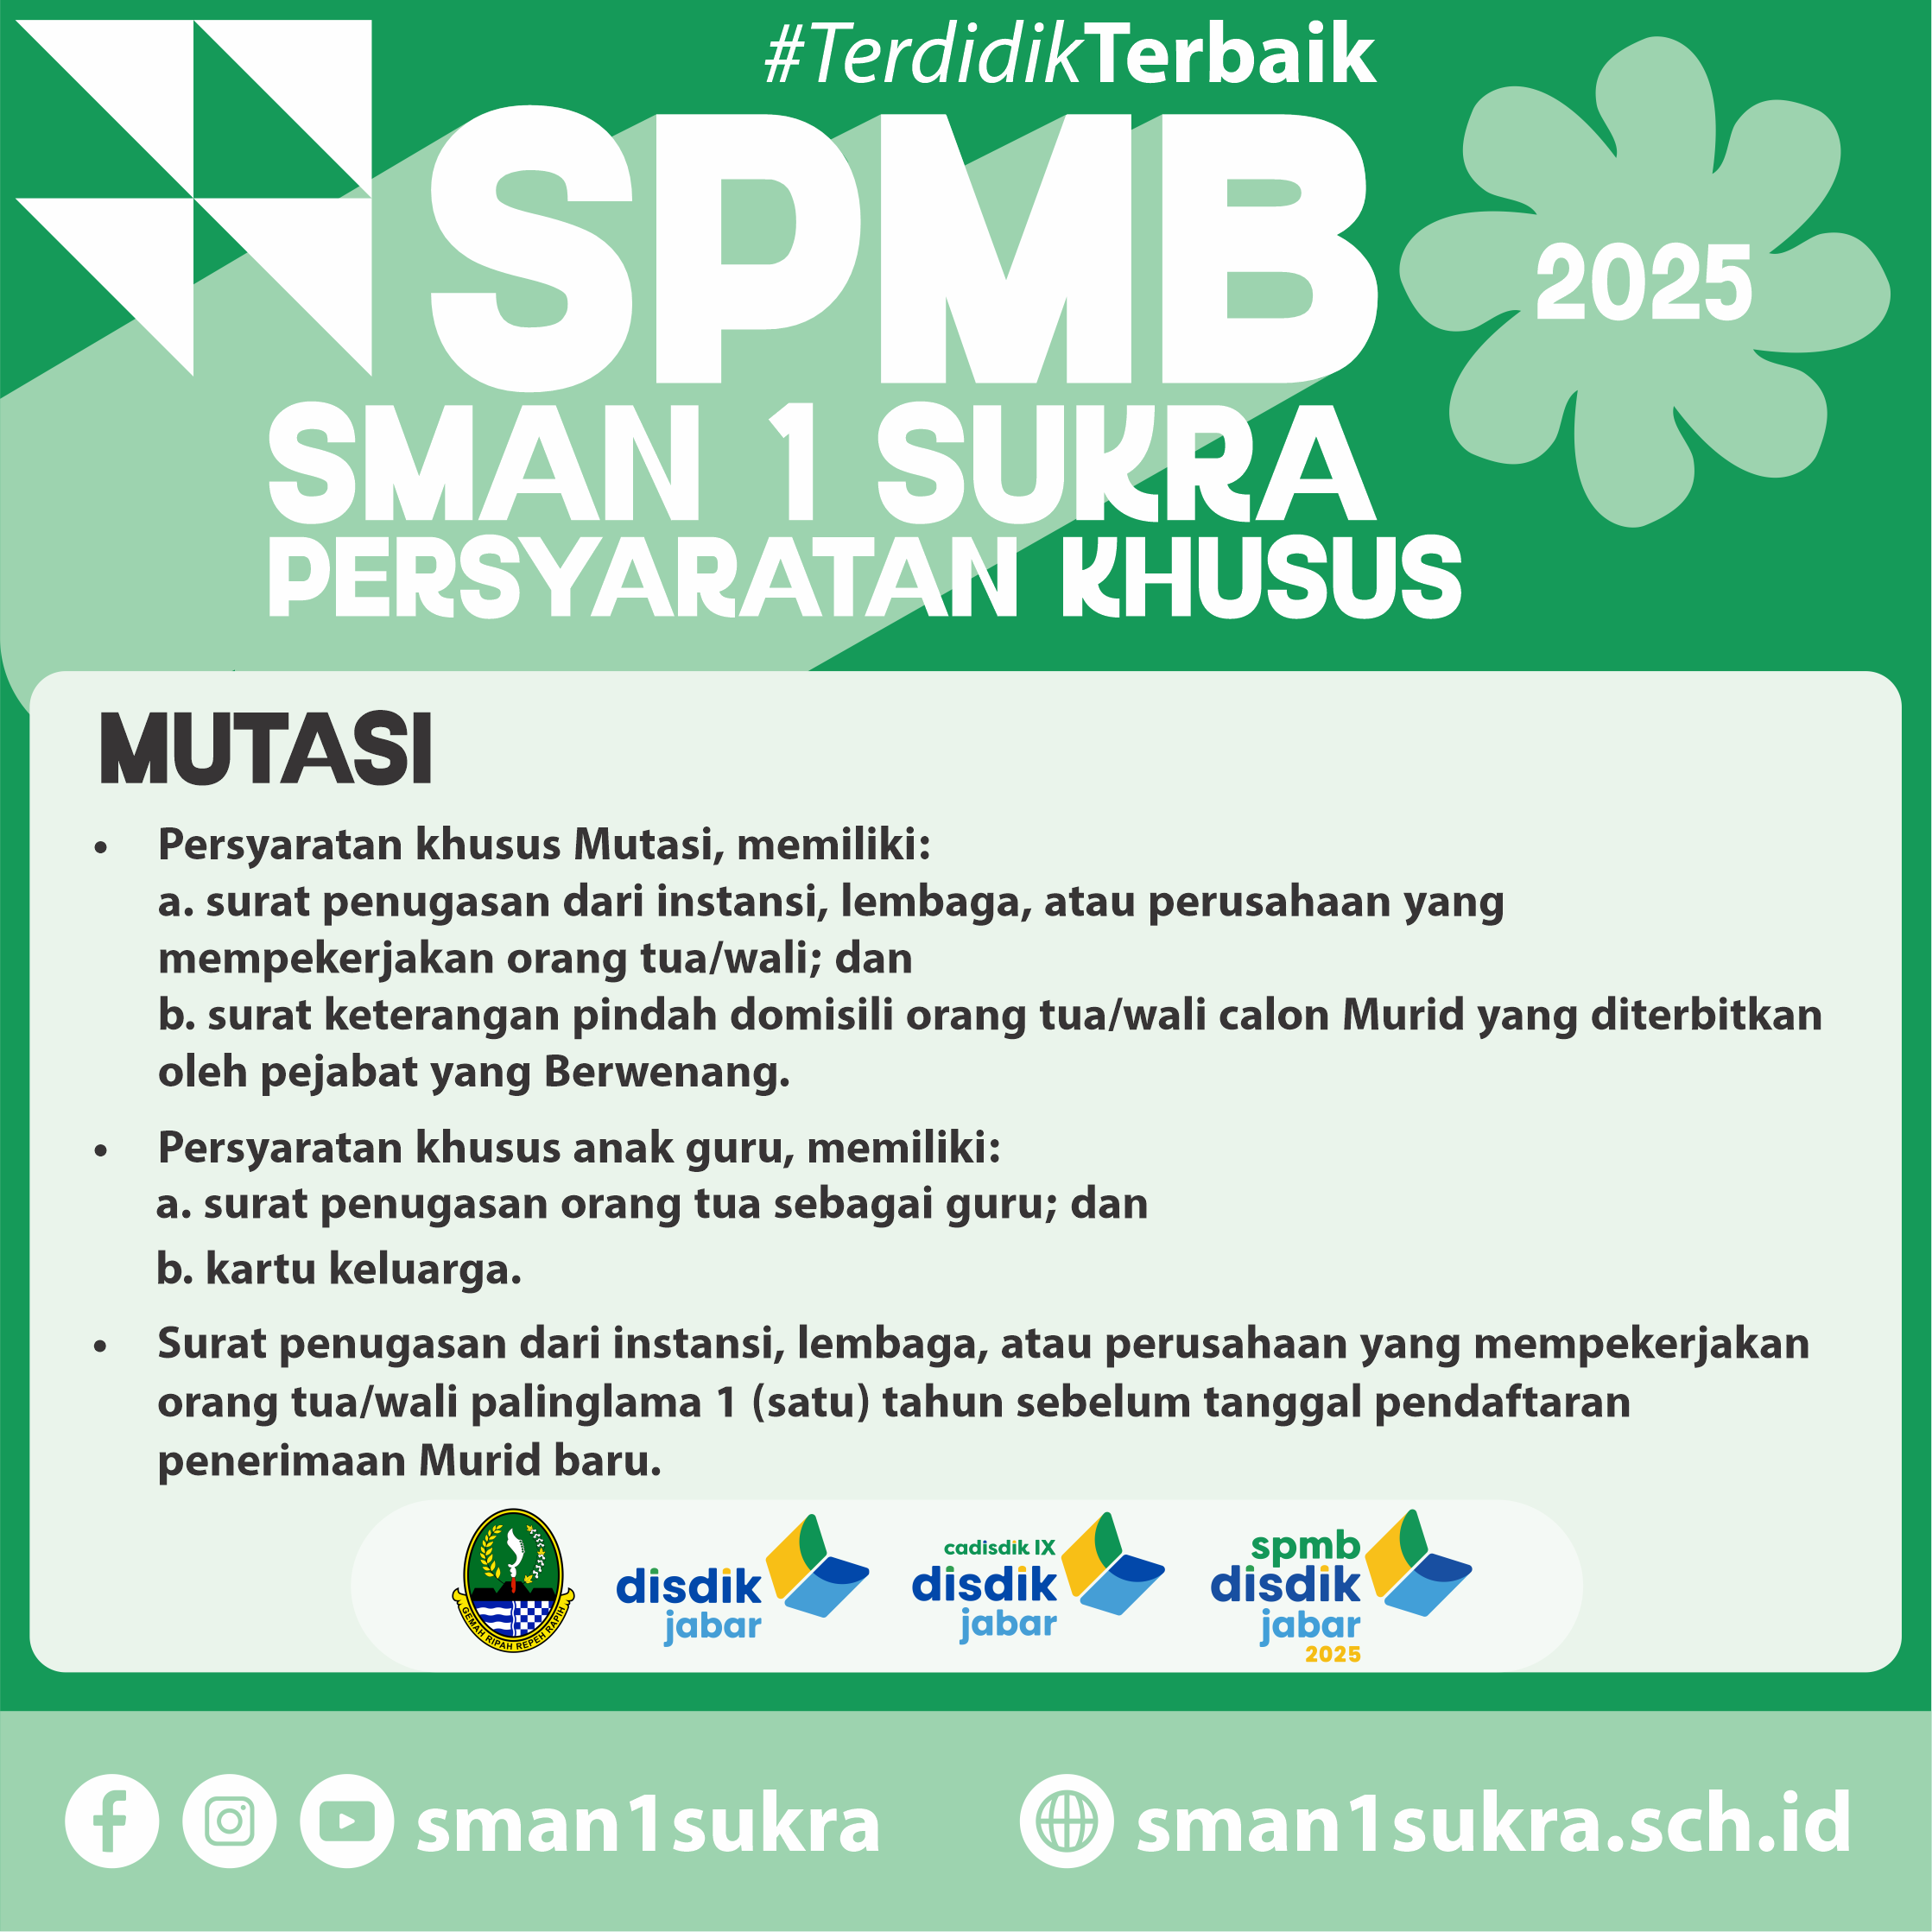 #TerdidikTerbaik
SPMB
2025
SMAN 1 SUKRA
PERSYARATAN KHUSUS
MUTASI
• Persyaratan khusus Mutasi, memiliki:
a. surat penugasan dari instansi, lembaga, atau perusahaan yang
mempekerjakan orang tua/wali; dan
b. surat keterangan pindah domisili orang tua/wali calon Murid yang diterbitkan
oleh pejabat yang Berwenang.
• Persyaratan khusus anak guru, memiliki:
a. surat penugasan orang tua sebagai guru; dan
b. kartu keluarga.
• Surat penugasan dari instansi, lembaga, atau perusahaan yang mempekerjakan
orang tua/wali palinglama 1 (satu) tahun sebelum tanggal pendaftaran
penerimaan Murid baru.
GEMAH RIPAH REPEH RAPIH
disdik
jabar
cadisdik IX
disdik
jabar
spmb
disdik
jabar
2025
sman1sukra
sman1sukra.sch.id